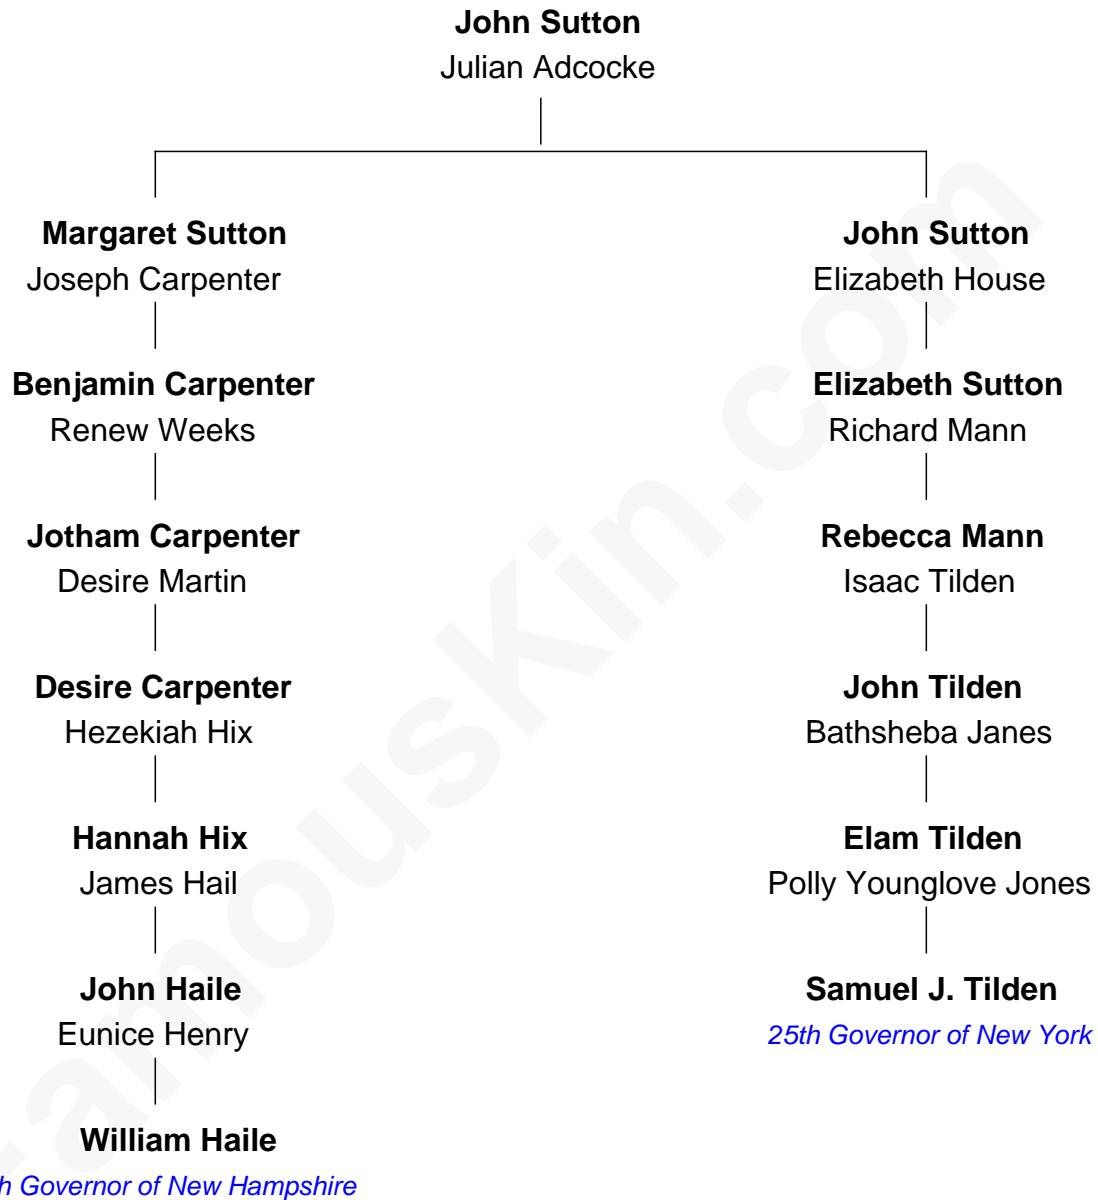 John Sutton
Julian Adcocke
Margaret Sutton
Joseph Carpenter
John Sutton
Elizabeth House
Benjamin Carpenter
Renew Weeks
Elizabeth Sutton
Richard Mann
Jotham Carpenter
Desire Martin
Rebecca Mann
Isaac Tilden
Desire Carpenter
Hezekiah Hix
John Tilden
Bathsheba Janes
Hannah Hix
James Hail
Elam Tilden
Polly Younglove Jones
John Haile
Eunice Henry
Samuel J. Tilden
25th Governor of New York
William Haile
h Governor of New Hampshire
amousKin.com